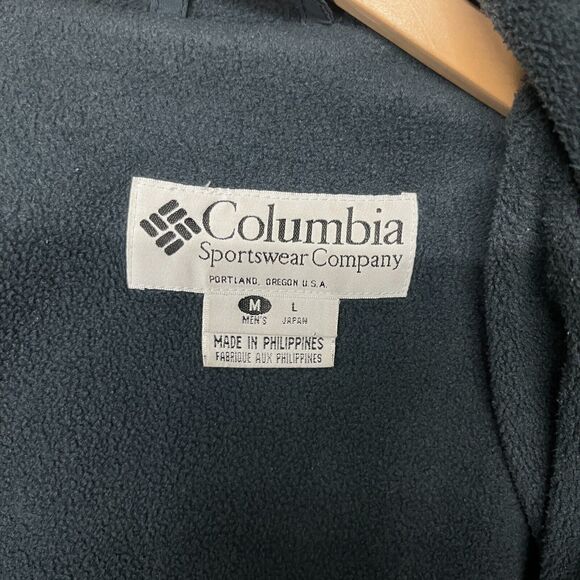 Columbia
Sportswear Company
PORTLAND, OREGON U.S.A.
M L
MEN'S JAPAN
MADE IN PHILIPPINES
FABRIQUE AUX PHILIPPINES